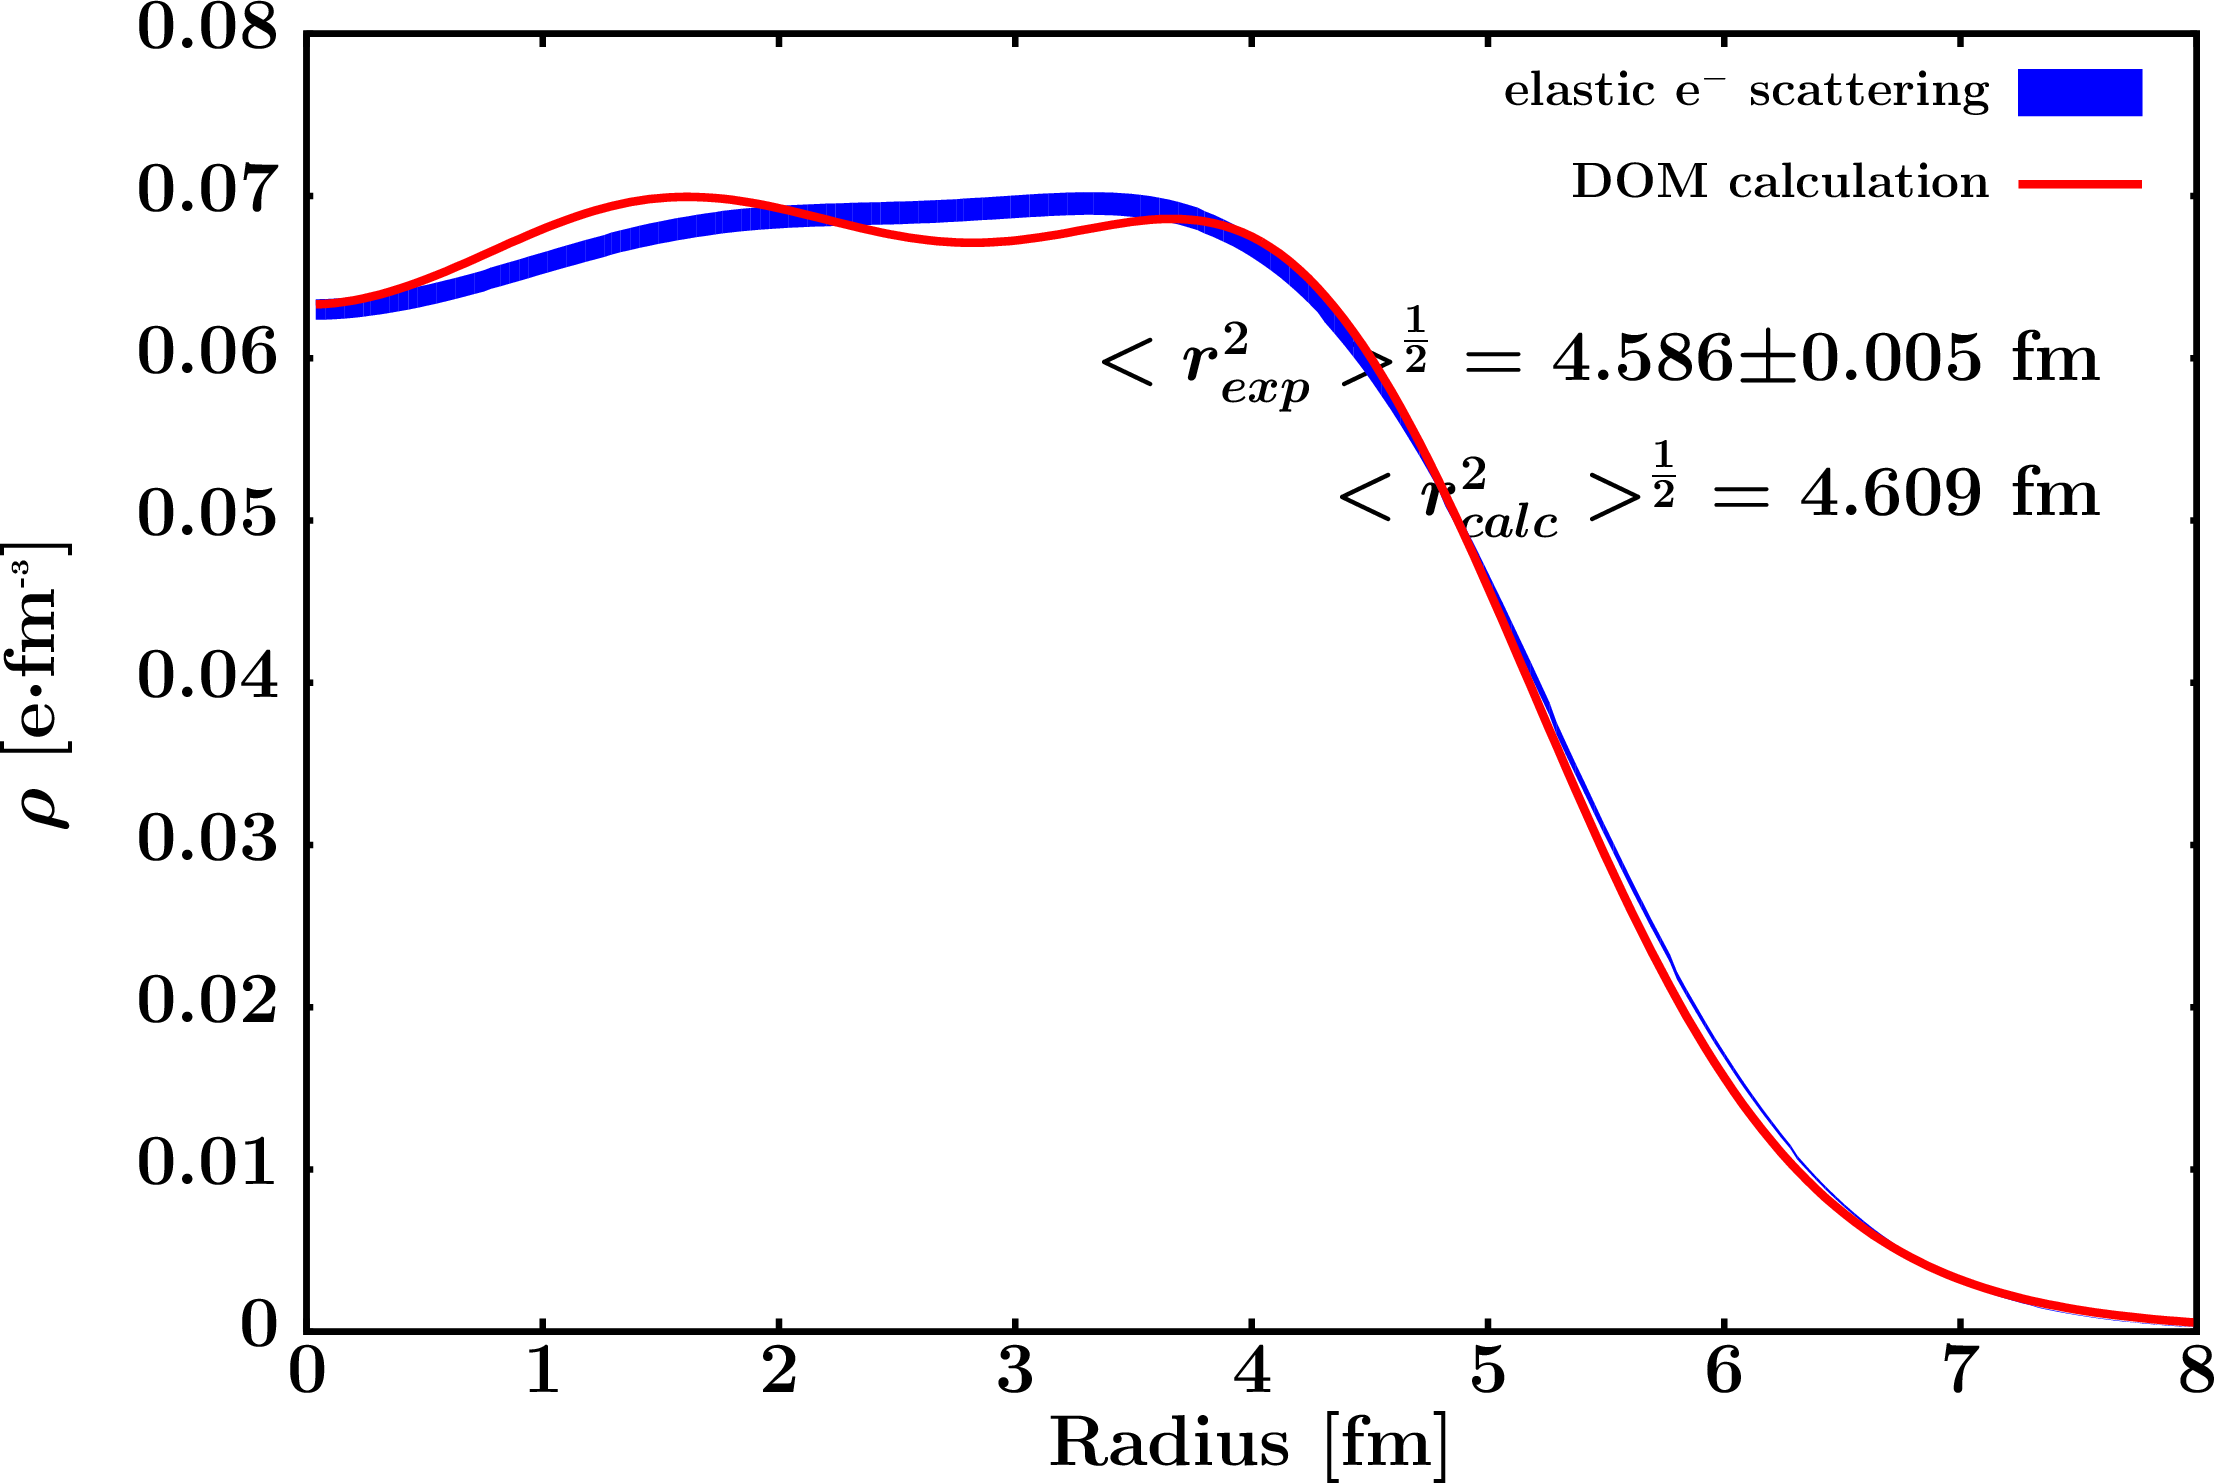 0.08
0.07
0.06
0.05
0.04
0.03
0.02
0.01
0
ρ [e·fm⁻³]
elastic e⁻ scattering
DOM calculation
< r²exp >½ = 4.586±0.005 fm
< r²calc >½ = 4.609 fm
0 1 2 3 4 5 6 7 8
Radius [fm]